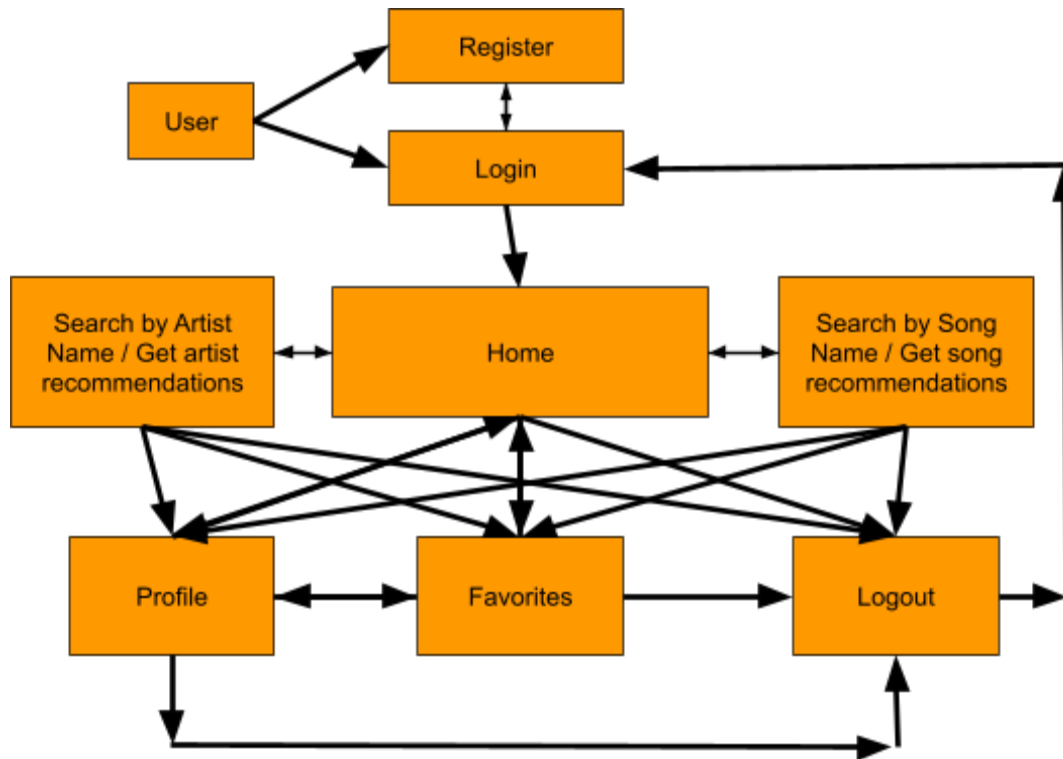 Register
User
Login
Search by Artist
Name / Get artist
recommendations
Home
Search by Song
Name / Get song
recommendations
Profile
Favorites
Logout